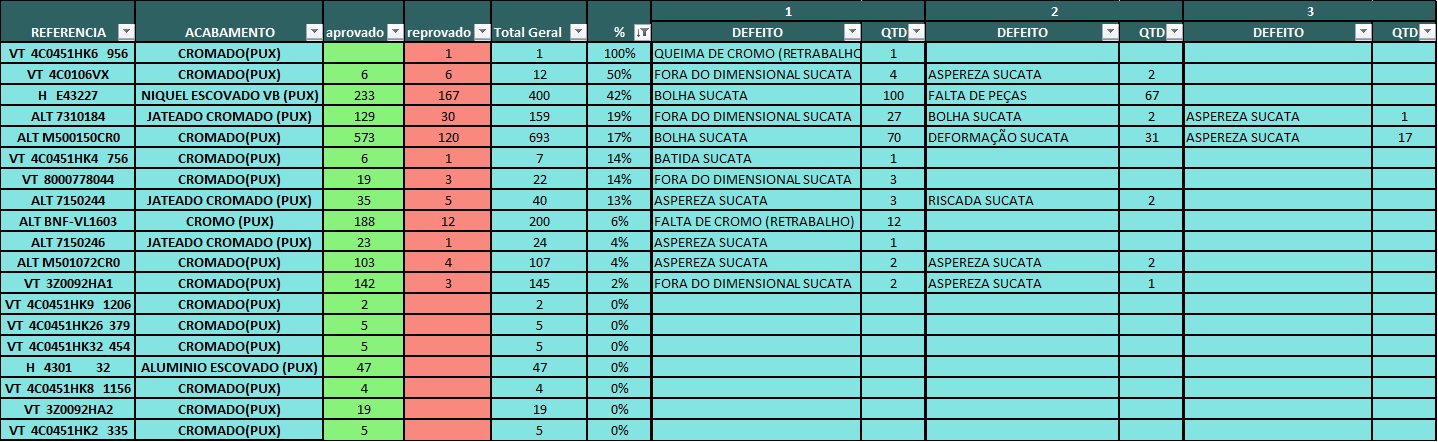 1 2 3
REFERENCIA ACABAMENTO aprovado reprovado Total Geral % DEFEITO QTD DEFEITO QTD DEFEITO QTD
VT 4C0451HK6 956 CROMADO(PUX) 1 1 100% QUEIMA DE CROMO (RETRABALHO 1
VT 4C0106VX CROMADO(PUX) 6 6 12 50% FORA DO DIMENSIONAL SUCATA 4 ASPEREZA SUCATA 2
H E43227 NIQUEL ESCOVADO VB (PUX) 233 167 400 42% BOLHA SUCATA 100 FALTA DE PEÇAS 67
ALT 7310184 JATEADO CROMADO (PUX) 129 30 159 19% FORA DO DIMENSIONAL SUCATA 27 BOLHA SUCATA 2 ASPEREZA SUCATA 1
ALT M500150CR0 CROMADO(PUX) 573 120 693 17% BOLHA SUCATA 70 DEFORMAÇÃO SUCATA 31 ASPEREZA SUCATA 17
VT 4C0451HK4 756 CROMADO(PUX) 6 1 7 14% BATIDA SUCATA 1
VT 8000778044 CROMADO(PUX) 19 3 22 14% FORA DO DIMENSIONAL SUCATA 3
ALT 7150244 JATEADO CROMADO (PUX) 35 5 40 13% ASPEREZA SUCATA 3 RISCADA SUCATA 2
ALT BNF-VL1603 CROMO (PUX) 188 12 200 6% FALTA DE CROMO (RETRABALHO) 12
ALT 7150246 JATEADO CROMADO (PUX) 23 1 24 4% ASPEREZA SUCATA 1
ALT M501072CR0 CROMADO(PUX) 103 4 107 4% ASPEREZA SUCATA 2 ASPEREZA SUCATA 2
VT 3Z0092HA1 CROMADO(PUX) 142 3 145 2% FORA DO DIMENSIONAL SUCATA 2 ASPEREZA SUCATA 1
VT 4C0451HK9 1206 CROMADO(PUX) 2 2 0%
VT 4C0451HK26 379 CROMADO(PUX) 5 5 0%
VT 4C0451HK32 454 CROMADO(PUX) 5 5 0%
H 4301 32 ALUMINIO ESCOVADO (PUX) 47 47 0%
VT 4C0451HK8 1156 CROMADO(PUX) 4 4 0%
VT 3Z0092HA2 CROMADO(PUX) 19 19 0%
VT 4C0451HK2 335 CROMADO(PUX) 5 5 0%